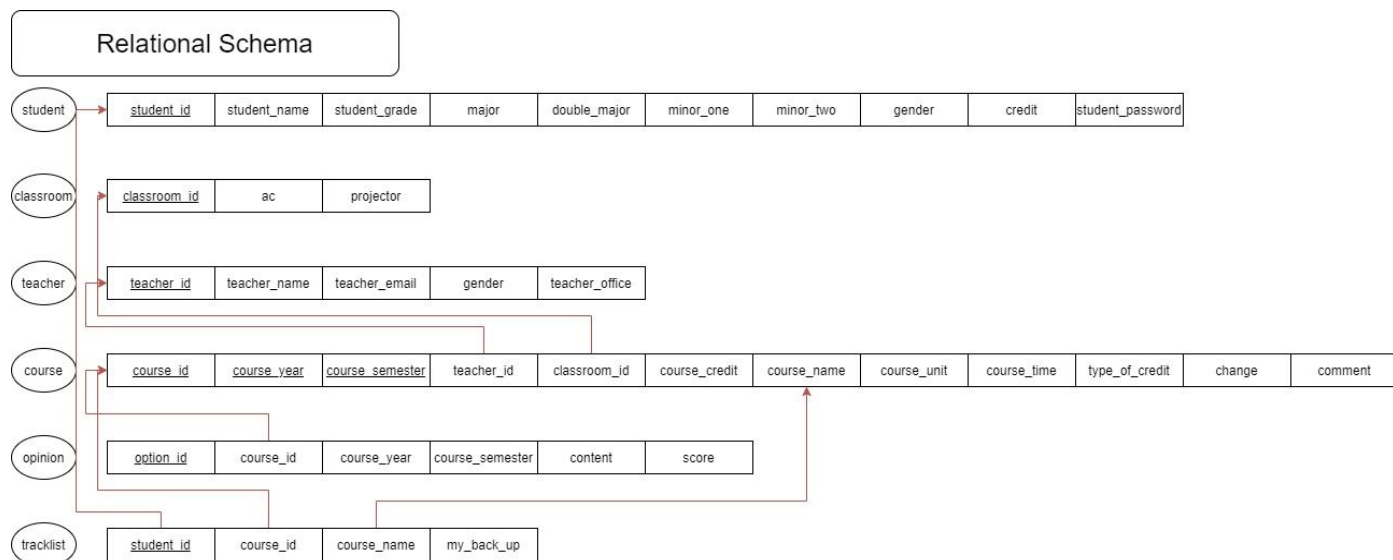 Relational Schema
student student_id student_name student_grade major double_major minor_one minor_two gender credit student_password
classroom classroom_id ac projector
teacher teacher_id teacher_name teacher_email gender teacher_office
course course_id course_year course_semester teacher_id classroom_id course_credit course_name course_unit course_time type_of_credit change comment
opinion option_id course_id course_year course_semester content score
tracklist student_id course_id course_name my_back_up